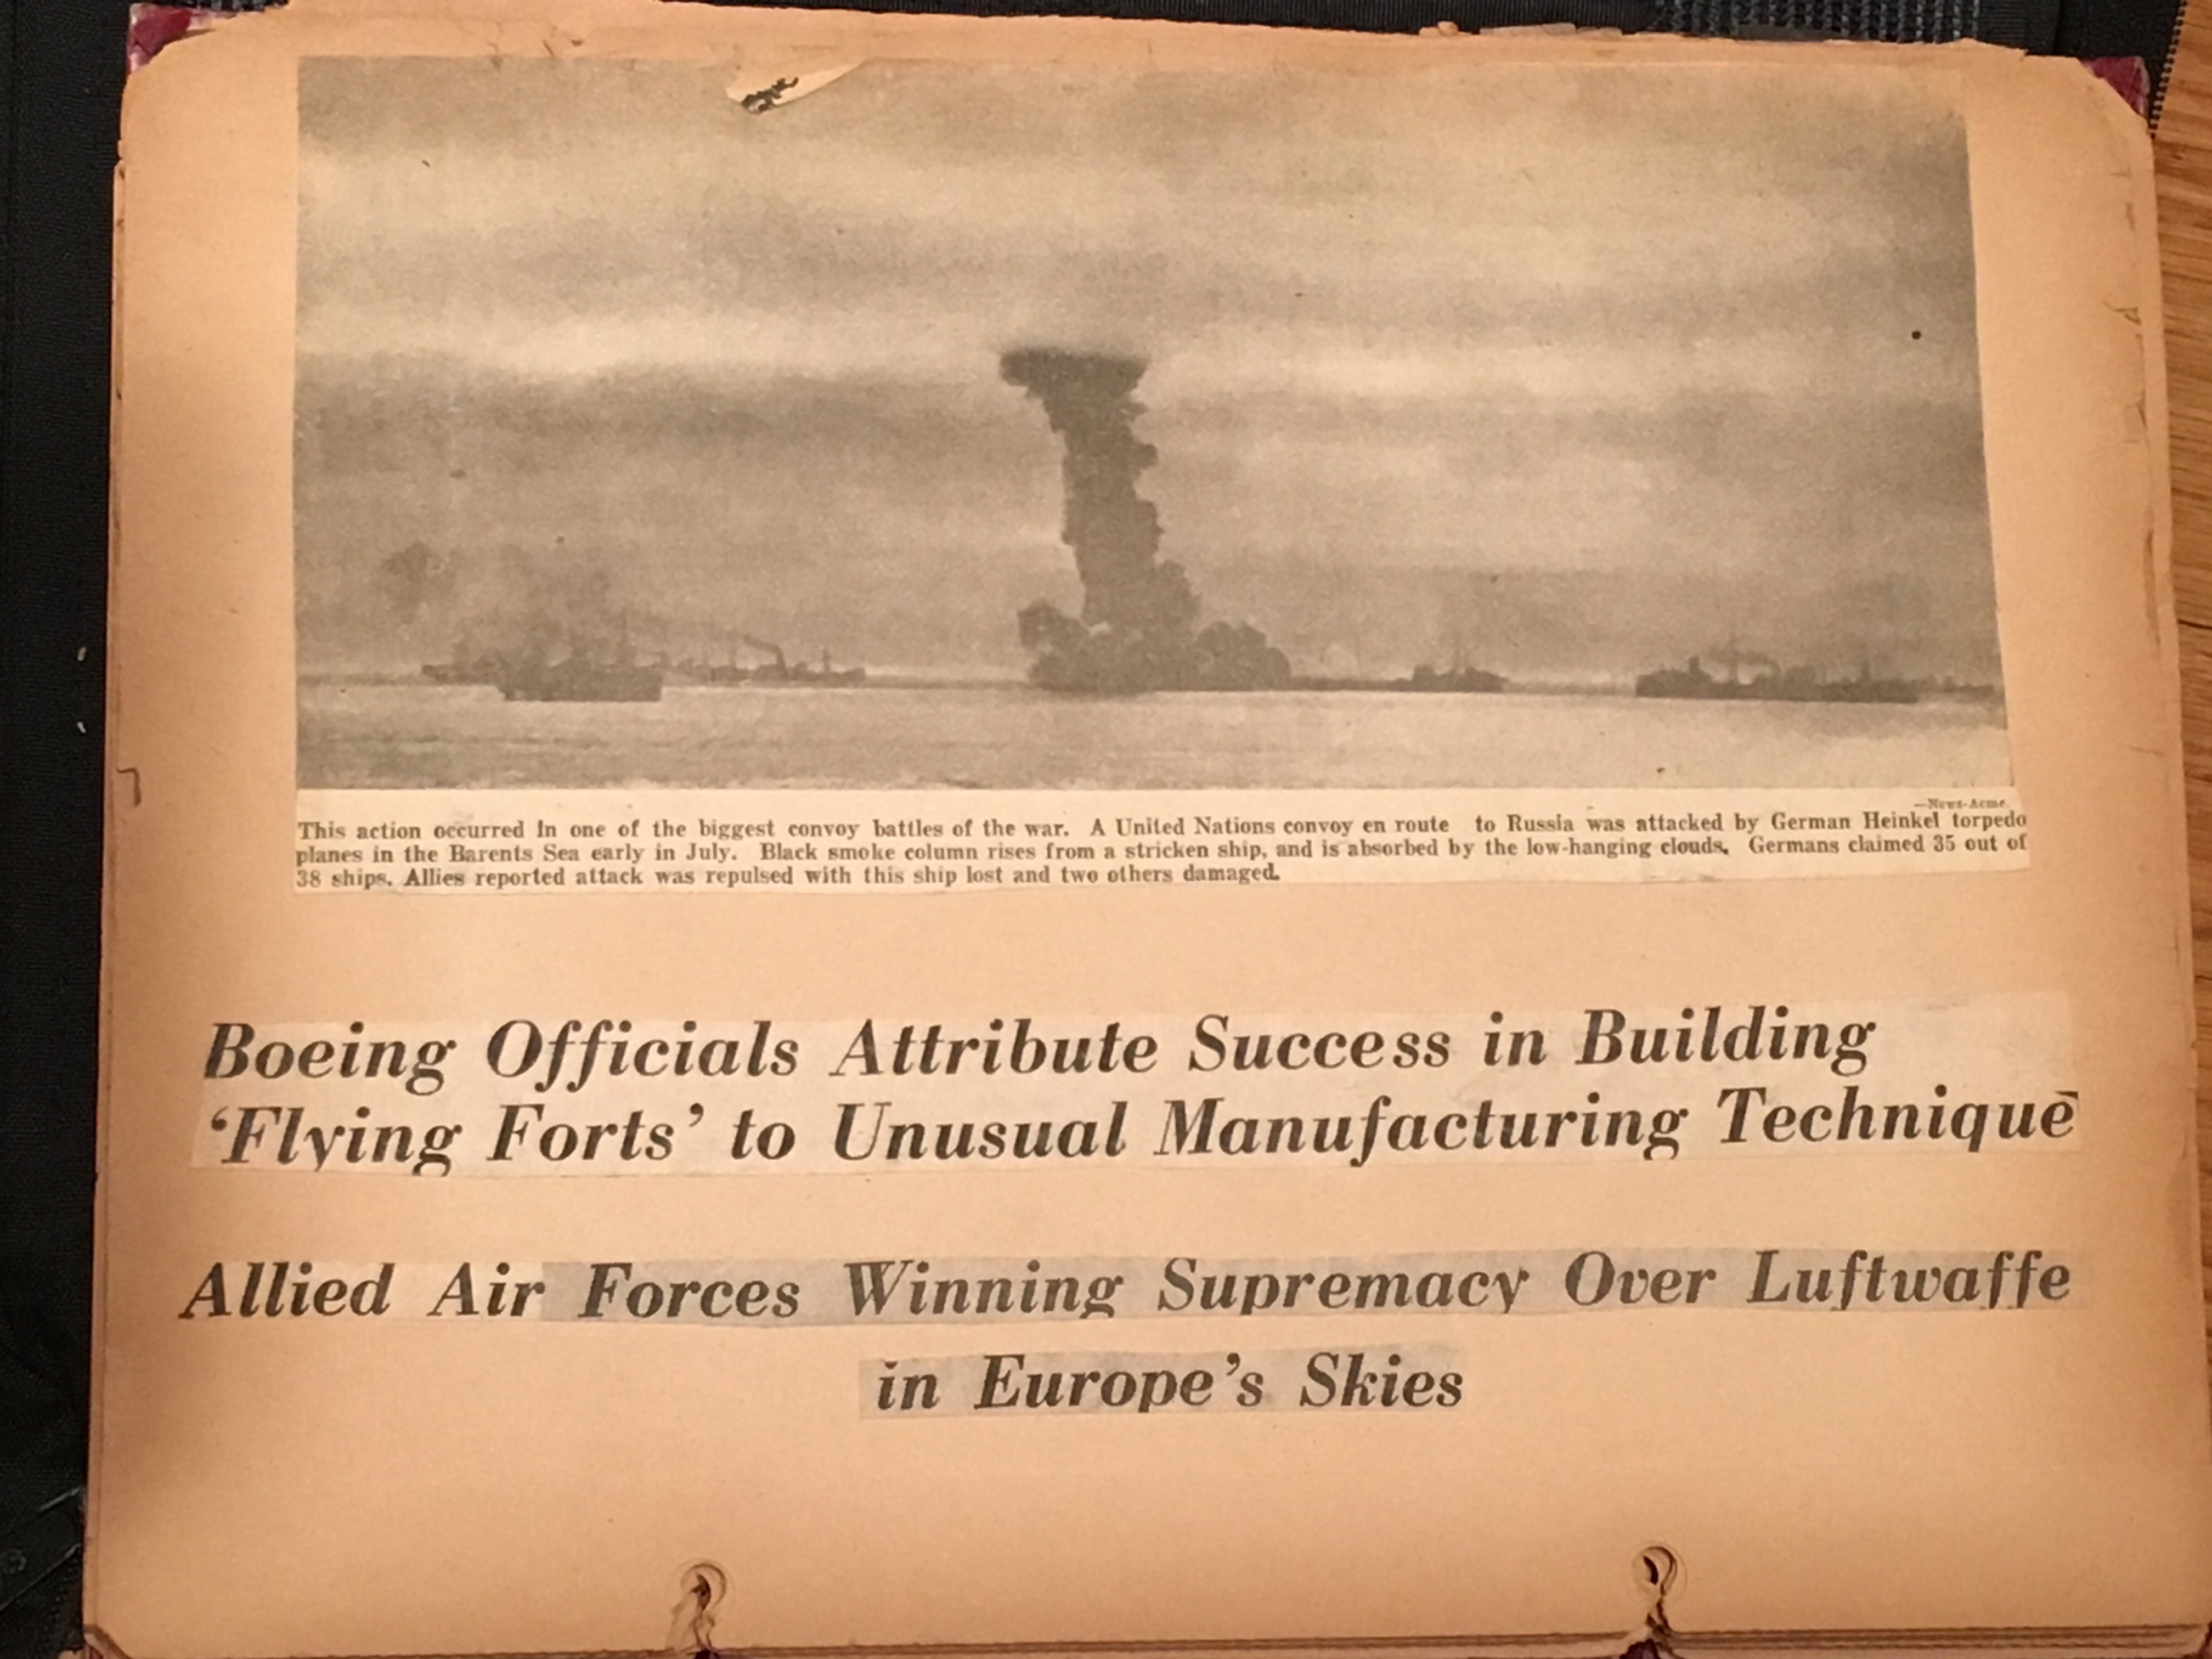 —News-Acme
This action occurred in one of the biggest convoy battles of the war. A United Nations convoy en route to Russia was attacked by German Heinkel torpedo
planes in the Barents Sea early in July. Black smoke column rises from a stricken ship, and is absorbed by the low-hanging clouds. Germans claimed 35 out of
38 ships. Allies reported attack was repulsed with this ship lost and two others damaged.
Boeing Officials Attribute Success in Building
‘Flying Forts’ to Unusual Manufacturing Technique
Allied Air Forces Winning Supremacy Over Luftwaffe
in Europe’s Skies